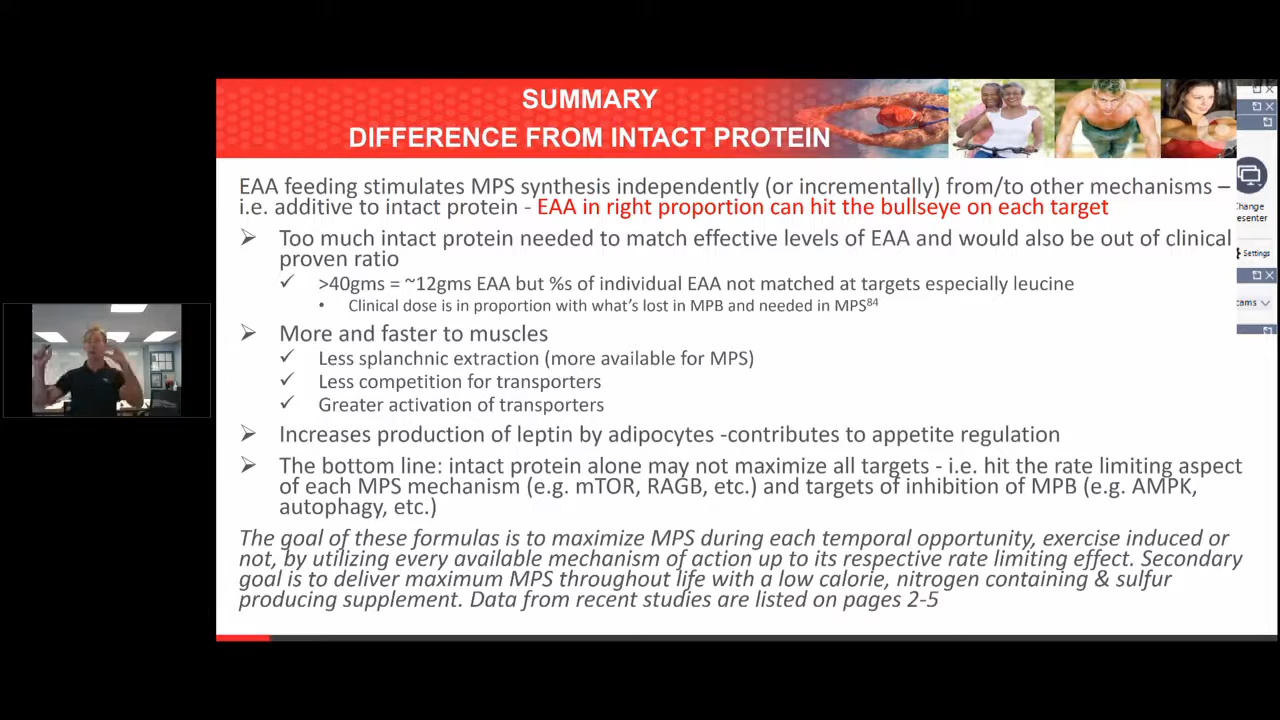 SUMMARY
DIFFERENCE FROM INTACT PROTEIN
EAA feeding stimulates MPS synthesis independently (or incrementally) from/to other mechanisms –
i.e. additive to intact protein - EAA in right proportion can hit the bullseye on each target
➢ Too much intact protein needed to match effective levels of EAA and would also be out of clinical
proven ratio
✓ >40gms = ~12gms EAA but %s of individual EAA not matched at targets especially leucine
• Clinical dose is in proportion with what's lost in MPB and needed in MPS84
➢ More and faster to muscles
✓ Less splanchnic extraction (more available for MPS)
✓ Less competition for transporters
✓ Greater activation of transporters
➢ Increases production of leptin by adipocytes -contributes to appetite regulation
➢ The bottom line: intact protein alone may not maximize all targets - i.e. hit the rate limiting aspect
of each MPS mechanism (e.g. mTOR, RAGB, etc.) and targets of inhibition of MPB (e.g. AMPK,
autophagy, etc.)
The goal of these formulas is to maximize MPS during each temporal opportunity, exercise induced or
not, by utilizing every available mechanism of action up to its respective rate limiting effect. Secondary
goal is to deliver maximum MPS throughout life with a low calorie, nitrogen containing & sulfur
producing supplement. Data from recent studies are listed on pages 2-5
Change
esenter
Settings
cams